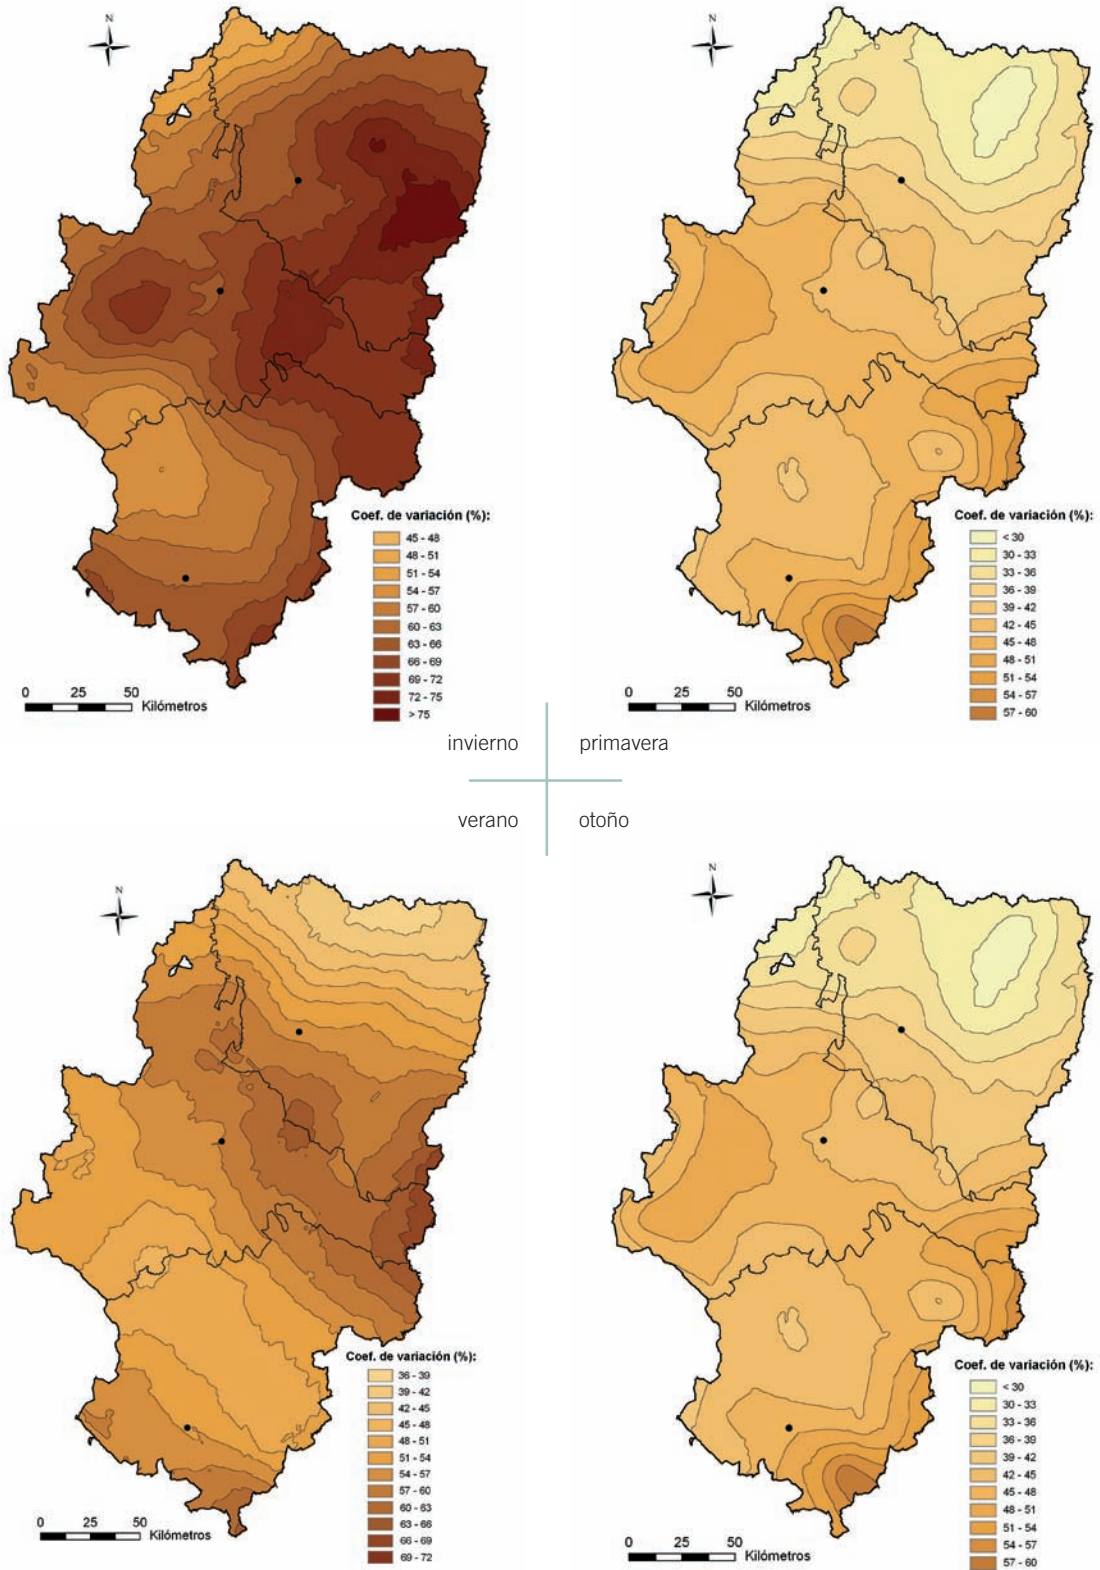 N
Coef. de variación (%):
45 - 48
48 - 51
51 - 54
54 - 57
57 - 60
60 - 63
63 - 66
66 - 69
69 - 72
72 - 75
> 75
0 25 50
Kilómetros
N
Coef. de variación (%):
< 30
30 - 33
33 - 36
36 - 39
39 - 42
42 - 45
45 - 48
48 - 51
51 - 54
54 - 57
57 - 60
0 25 50
Kilómetros
invierno primavera
verano otoño
N
Coef. de variación (%):
36 - 39
39 - 42
42 - 45
45 - 48
48 - 51
51 - 54
54 - 57
57 - 60
60 - 63
63 - 66
66 - 69
69 - 72
0 25 50
Kilómetros
N
Coef. de variación (%):
< 30
30 - 33
33 - 36
36 - 39
39 - 42
42 - 45
45 - 48
48 - 51
51 - 54
54 - 57
57 - 60
0 25 50
Kilómetros